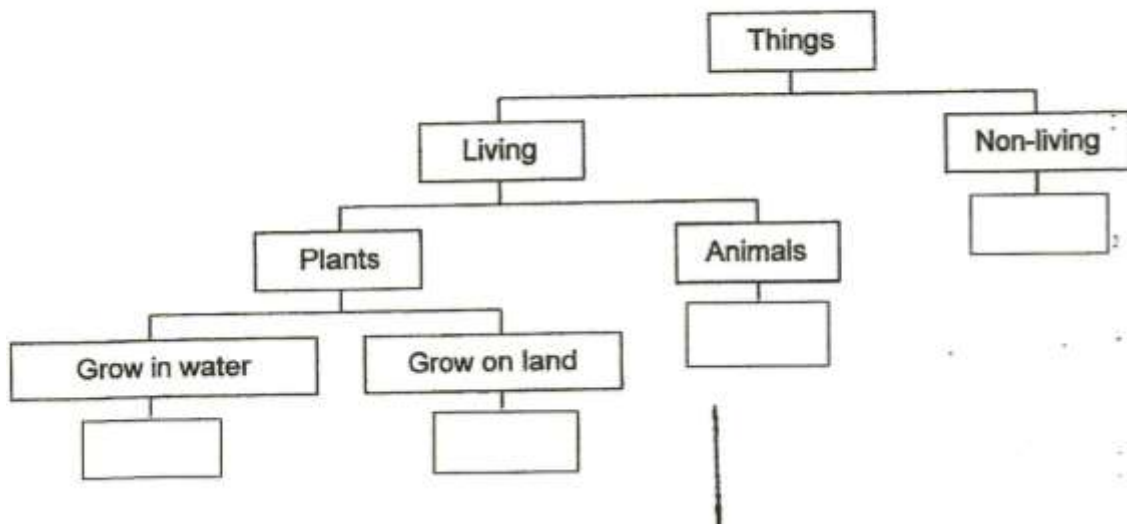 Things
Living
Non-living
Plants
Animals
Grow in water
Grow on land